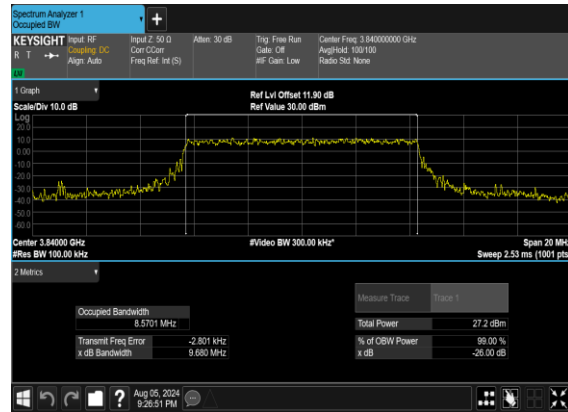 Spectrum Analyzer 1
Occupied BW
+
KEYSIGHT
R T
LU
Input: RF
Coupling: DC
Align: Auto
Input Z: 50 Ω
Corr CCorr
Freq Ref: Int (S)
Atten: 30 dB
Trig: Free Run
Gate: Off
#IF Gain: Low
Center Freq: 3.840000000 GHz
Avg|Hold: 100/100
Radio Std: None
1 Graph
Scale/Div 10.0 dB
Ref Lvl Offset 11.90 dB
Ref Value 30.00 dBm
Log
20.0
10.0
0.00
-10.0
-20.0
-30.0
-40.0
-50.0
-60.0
Center 3.84000 GHz
#Res BW 100.00 kHz
#Video BW 300.00 kHz*
Span 20 MHz
Sweep 2.53 ms (1001 pts
2 Metrics
Measure Trace Trace 1
Occupied Bandwidth
8.5701 MHz
Total Power 27.2 dBm
Transmit Freq Error -2.801 kHz
% of OBW Power 99.00 %
x dB Bandwidth 9.680 MHz
x dB -26.00 dB
?
Aug 05, 2024
9:26:51 PM